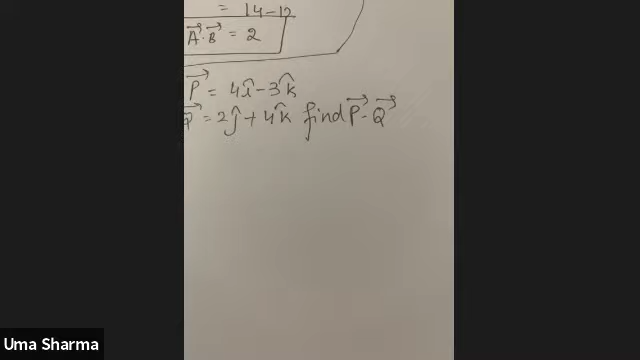 = 14-12
A⃗·B⃗ = 2
P⃗ = 4î-3k̂
Q⃗ = 2ĵ+4k̂ find P⃗·Q⃗
Uma Sharma